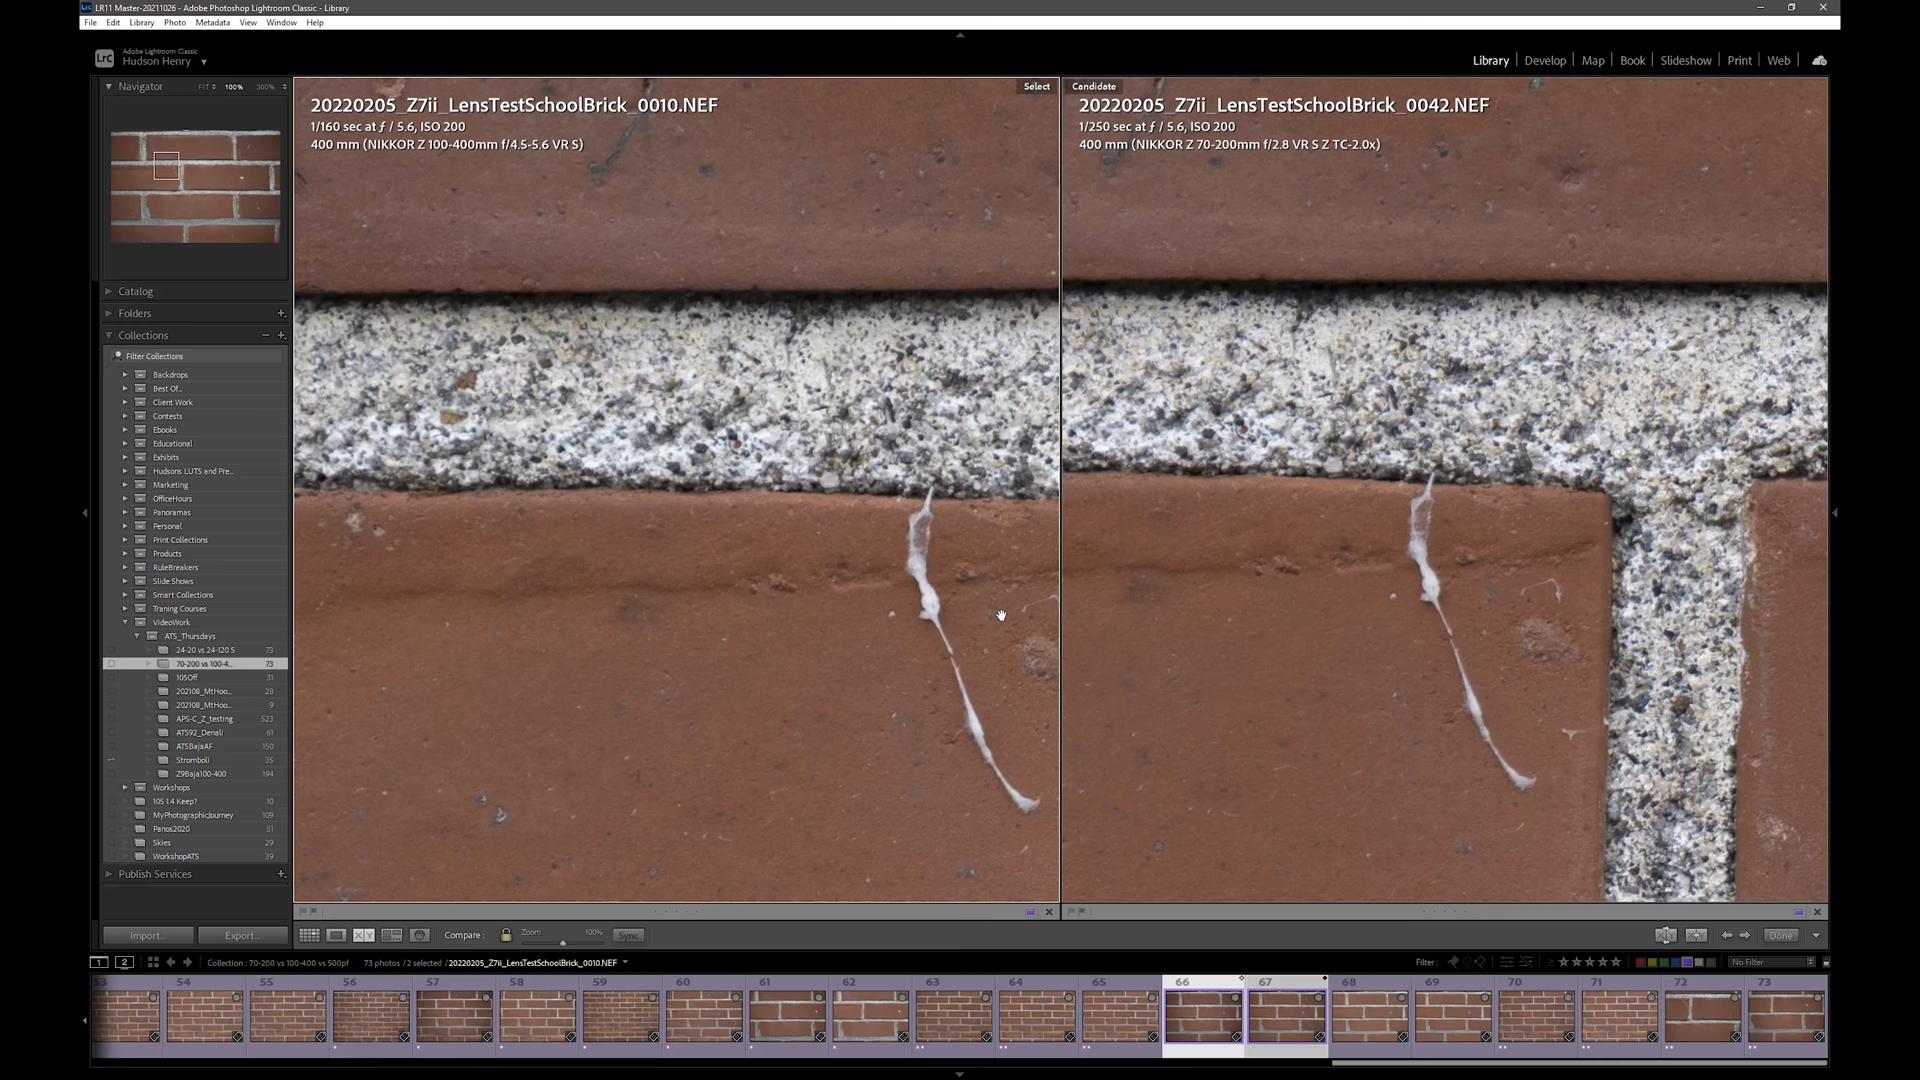 LR11 Master-20211026 - Adobe Photoshop Lightroom Classic - Library
File Edit Library Photo Metadata View Window Help
LrC
Adobe Lightroom Classic
Hudson Henry
Library | Develop | Map | Book | Slideshow | Print | Web
Navigator FIT 100% 300%
Catalog
Folders
Collections
Filter Collections
Backdrops
Best Of...
Client Work
Contests
Ebooks
Educational
Exhibits
Hudsons LUTS and Pre...
Marketing
OfficeHours
Panoramas
Personal
Print Collections
Products
RuleBreakers
Slide Shows
Smart Collections
Traning Courses
VideoWork
ATS_Thursdays
24-20 vs 24-120 S 73
70-200 vs 100-4... 73
105Off 31
202108_MtHoo... 28
202108_MtHoo... 9
APS-C_Z_testing 523
ATS92_Denali 61
ATSBajaAF 150
Stromboli 35
Z9Baja100-400 194
Workshops
105 1.4 Keep? 10
MyPhotographicJourney 109
Panos2020 51
Skies 29
WorkshopATS 39
Publish Services
Import... Export...
Select
20220205_Z7ii_LensTestSchoolBrick_0010.NEF
1/160 sec at ƒ / 5.6, ISO 200
400 mm (NIKKOR Z 100-400mm f/4.5-5.6 VR S)
Candidate
20220205_Z7ii_LensTestSchoolBrick_0042.NEF
1/250 sec at ƒ / 5.6, ISO 200
400 mm (NIKKOR Z 70-200mm f/2.8 VR S Z TC-2.0x)
X Y Compare : Zoom 100% Sync Done
1 2 Collection : 70-200 vs 100-400 vs 500pf 73 photos / 2 selected / 20220205_Z7ii_LensTestSchoolBrick_0010.NEF Filter : No Filter
53 54 55 56 57 58 59 60 61 62 63 64 65 66 67 68 69 70 71 72 73